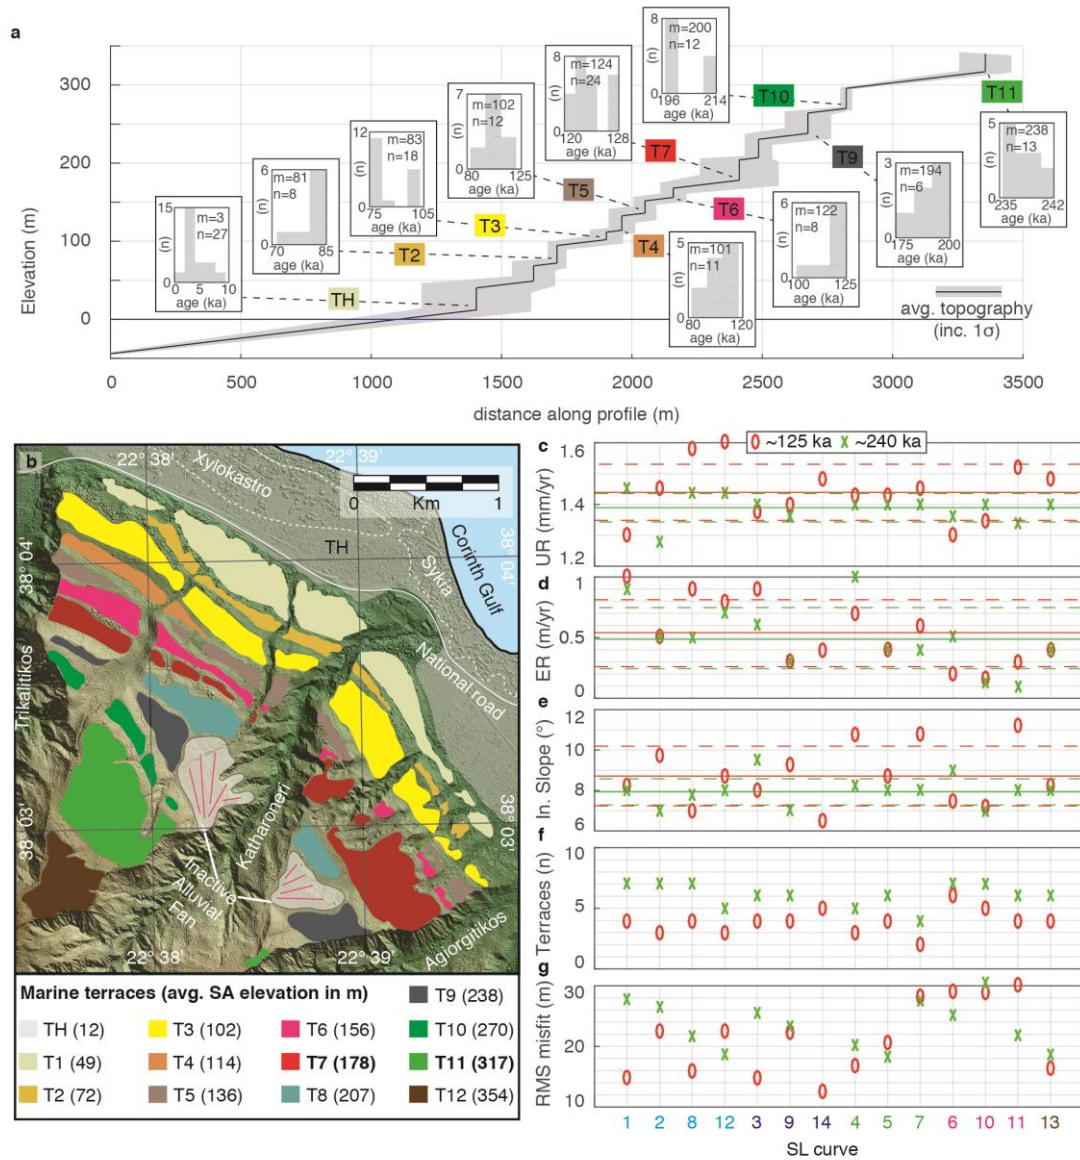 a
Elevation (m)
300
200
100
0
0
500
1000
1500
2000
2500
3000
3500
distance along profile (m)
avg. topography
(inc. 1σ)
TH
(n)
15
0
m=3
n=27
0
5
10
age (ka)
T2
(n)
6
0
m=81
n=8
70
85
age (ka)
T3
(n)
12
0
m=83
n=18
75
105
age (ka)
T5
(n)
7
0
m=102
n=12
80
125
age (ka)
T7
(n)
8
0
m=124
n=24
120
128
age (ka)
T10
(n)
8
0
m=200
n=12
196
214
age (ka)
T4
(n)
5
0
m=101
n=11
80
120
age (ka)
T6
(n)
6
0
m=122
n=8
100
125
age (ka)
T9
(n)
3
0
m=194
n=6
175
200
age (ka)
T11
(n)
5
0
m=238
n=13
235
242
age (ka)
b
22° 38'
22° 39'
Xylokastro
0
Km
1
TH
Corinth Gulf
Sykia
National road
38° 04'
38° 04'
Trikalitikos
38° 03'
38° 03'
Katharoneri
Inactive
Alluvial
Fan
Agiorgitikos
22° 38'
22° 39'
Marine terraces (avg. SA elevation in m)
TH (12)
T1 (49)
T2 (72)
T3 (102)
T4 (114)
T5 (136)
T6 (156)
T7 (178)
T8 (207)
T9 (238)
T10 (270)
T11 (317)
T12 (354)
~125 ka
~240 ka
c
UR (mm/yr)
1.6
1.4
1.2
d
ER (m/yr)
1
0.5
0
e
In. Slope (°)
12
10
8
6
f
Terraces (n)
10
5
0
g
RMS misfit (m)
30
20
10
1
2
8
12
3
9
14
4
5
7
6
10
11
13
SL curve